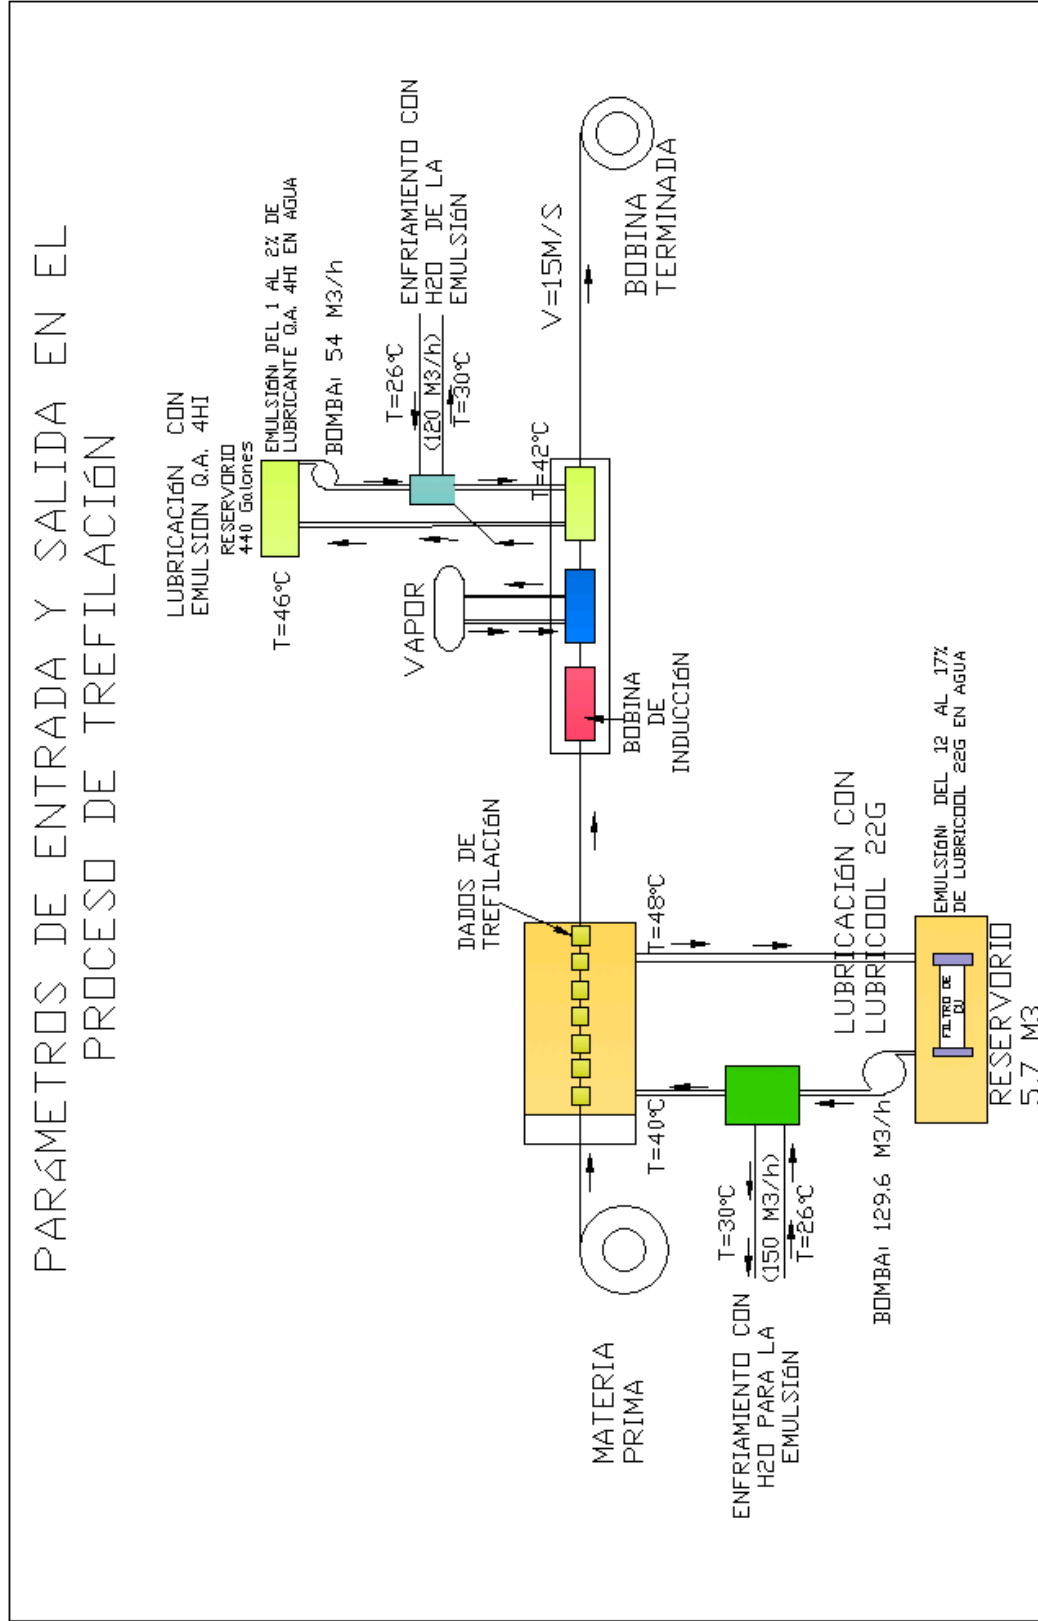 PARÁMETROS DE ENTRADA Y SALIDA EN EL
PROCESO DE TREFILACIÓN
LUBRICACIÓN CON
EMULSION Q.A. 4HI
RESERVORIO
440 Galones
EMULSIÓN: DEL 1 AL 2% DE
LUBRICANTE Q.A. 4HI EN AGUA
T=46°C
BOMBA: 54 M3/h
ENFRIAMIENTO CON
H2O DE LA
EMULSIÓN
T=26°C
(120 M3/h)
T=30°C
VAPOR
T=42°C
V=15M/S
BOBINA
TERMINADA
BOBINA
DE
INDUCCIÓN
DADOS DE
TREFILACIÓN
MATERIA
PRIMA
T=40°C
T=48°C
T=30°C
(150 M3/h)
T=26°C
ENFRIAMIENTO CON
H2O PARA LA
EMULSIÓN
LUBRICACIÓN CON
LUBRICOOL 22G
BOMBA: 129.6 M3/h
EMULSIÓN: DEL 12 AL 17%
DE LUBRICOOL 22G EN AGUA
FILTRO DE
CU
RESERVORIO
5.7 M3